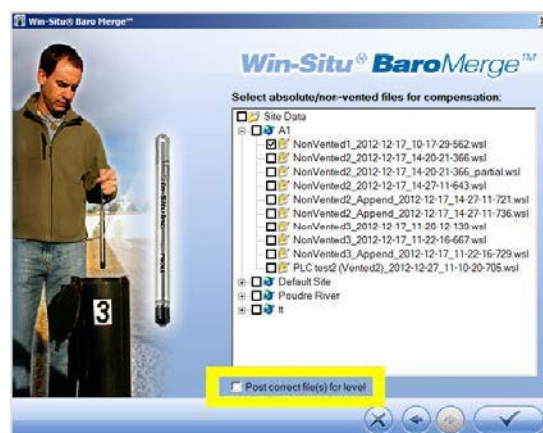 Win-Situ® Baro Merge™
Win-Situ® BaroMerge™
Select absolute/non-vented files for compensation:
Site Data
A1
NonVented1_2012-12-17_10-17-29-562.wsl
NonVented2_2012-12-17_14-20-21-366.wsl
NonVented2_2012-12-17_14-20-21-366_partial.wsl
NonVented2_2012-12-17_14-27-11-643.wsl
NonVented2_Append_2012-12-17_14-27-11-721.wsl
NonVented2_Append_2012-12-17_14-27-11-736.wsl
NonVented3_2012-12-17_11-20-12-139.wsl
NonVented3_2012-12-17_11-22-16-667.wsl
NonVented3_Append_2012-12-17_11-22-16-729.wsl
PLC test2 (Vented2)_2012-12-27_11-10-20-705.wsl
Default Site
Poudre River
tt
3
Post correct file(s) for level